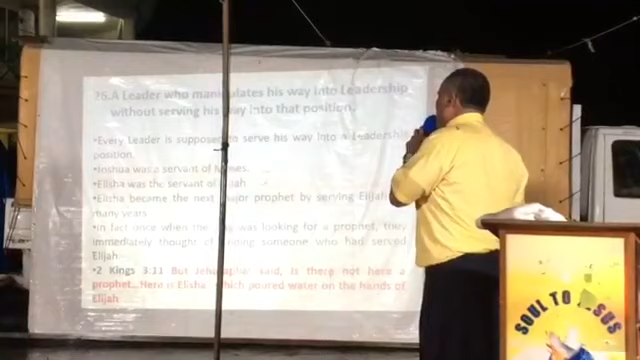 ?6.A Leader who manipulates his way into Leadership
without serving his way into that position.
•Every Leader is supposed to serve his way into a Leadership
position.
•Joshua was a servant of
•Elisha was the servant of Elijah
•Elisha became the next major prophet by serving Elijah
many years
•In fact once when the was looking for a prophet, they
immediately thought of someone who had served
Elijah.
•2 Kings 3:11 But Jehoshaphat said, Is there not here a
prophet...Here is Elisha which poured water on the hands of
Elijah
SOUL TO JESUS